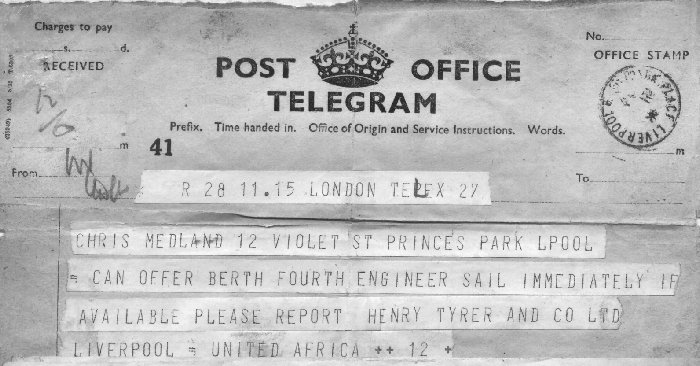 Charges to pay
s. d.
RECEIVED
No.
OFFICE STAMP
POST OFFICE
TELEGRAM
Prefix. Time handed in. Office of Origin and Service Instructions. Words.
41
m
m
From
To
R 28 11.15 LONDON TELEX 27
CHRIS MEDLAND 12 VIOLET ST PRINCES PARK LPOOL
= CAN OFFER BERTH FOURTH ENGINEER SAIL IMMEDIATELY IF
AVAILABLE PLEASE REPORT HENRY TYRER AND CO LTD
LIVERPOOL = UNITED AFRICA ++ 12 +
LIVERPOOL